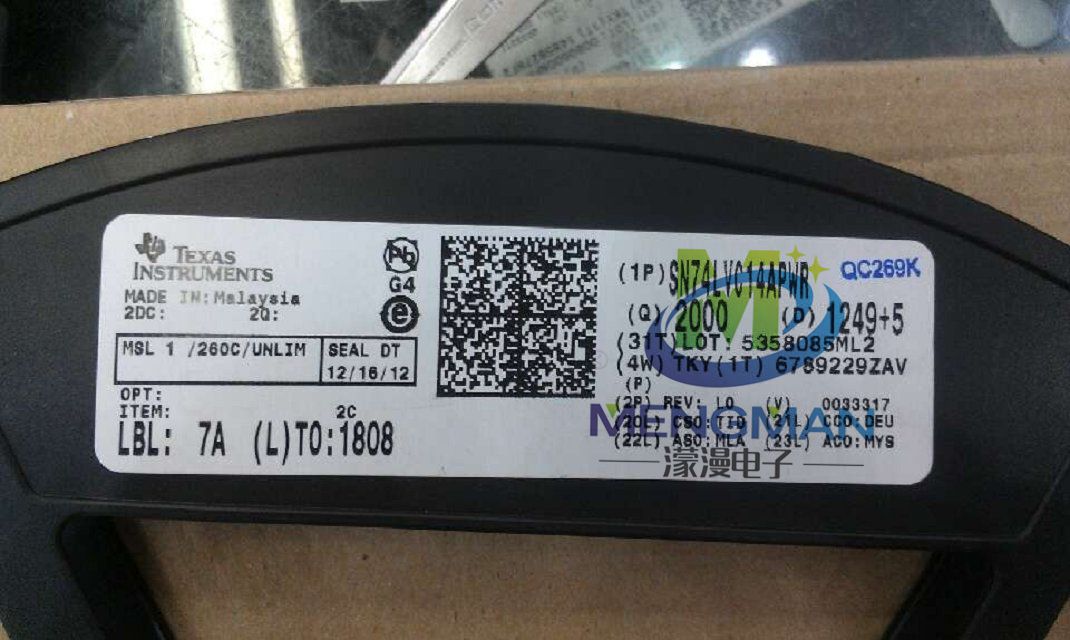 TEXAS
INSTRUMENTS
MADE IN: Malaysia
2DC: 2Q:
MSL 1 /260C/UNLIM
SEAL DT
12/16/12
OPT:
ITEM: 2C
LBL: 7A (L)TO:1808
Pb
G4
e
(1P) SN74LVC14APWR QC269K
(Q) 2000 (D) 1249+5
(31T) LOT: 5358085ML2
(4W) TKY (1T) 6789229ZAV
(P)
(2P) REV: L0 (V) 0033317
(20L) CSO:TID (21L) CCO:DEU
(22L) ASO:MLA (23L) ACO:MYS
MENGMAN
濛漫电子